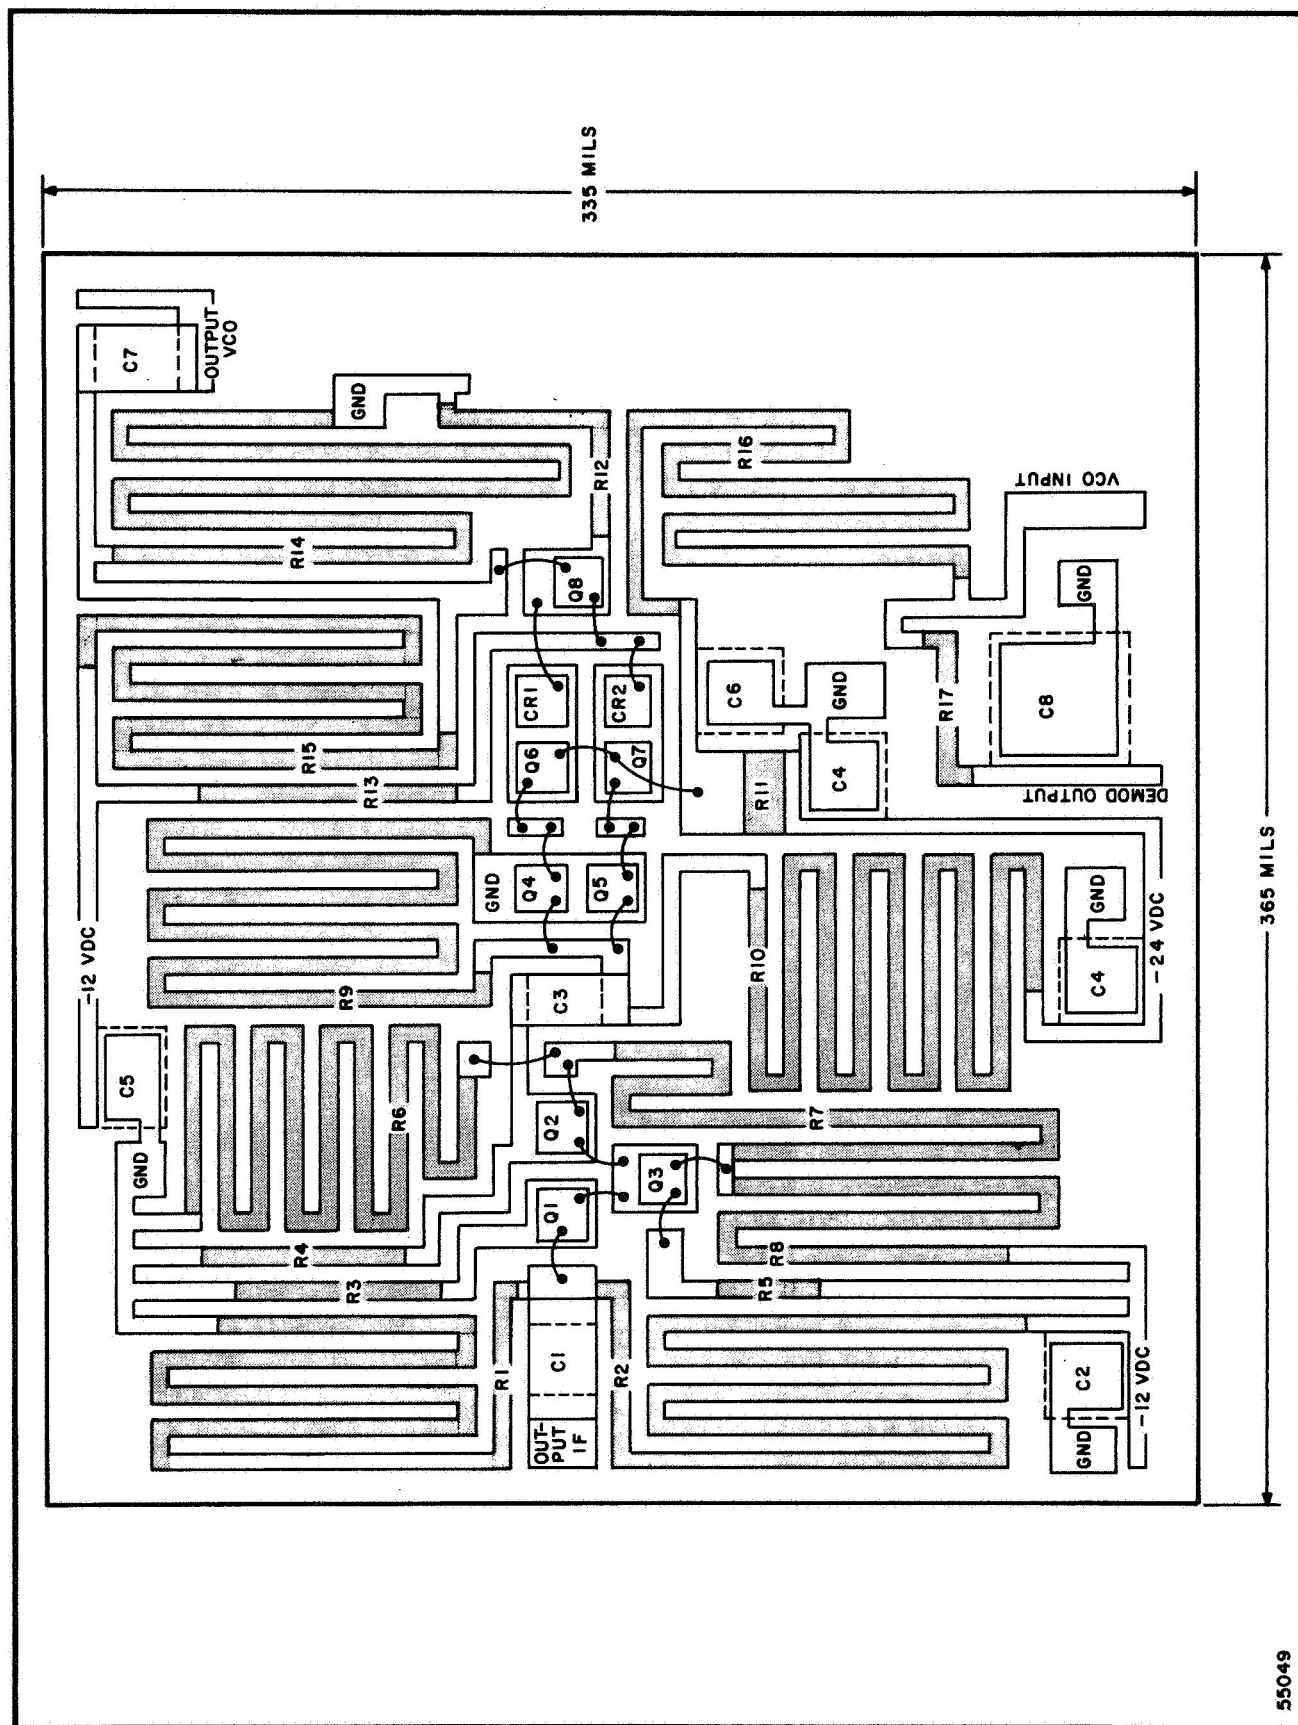 335 MILS
C7
OUTPUT
VCO
GND
R12
R16
VCO INPUT
R14
Q8
GND
CR1
CR2
C6
GND
R17
C8
R15
R13
Q6
Q7
R11
C4
DEMOD OUTPUT
365 MILS
-12 VDC
GND
Q4
Q5
GND
-24 VDC
R9
C3
R10
C4
C5
R6
Q2
R7
GND
Q1
Q3
R4
R3
R8
R5
R1
C1
R2
C2
-12 VDC
OUT-
PUT
IF
GND
55049